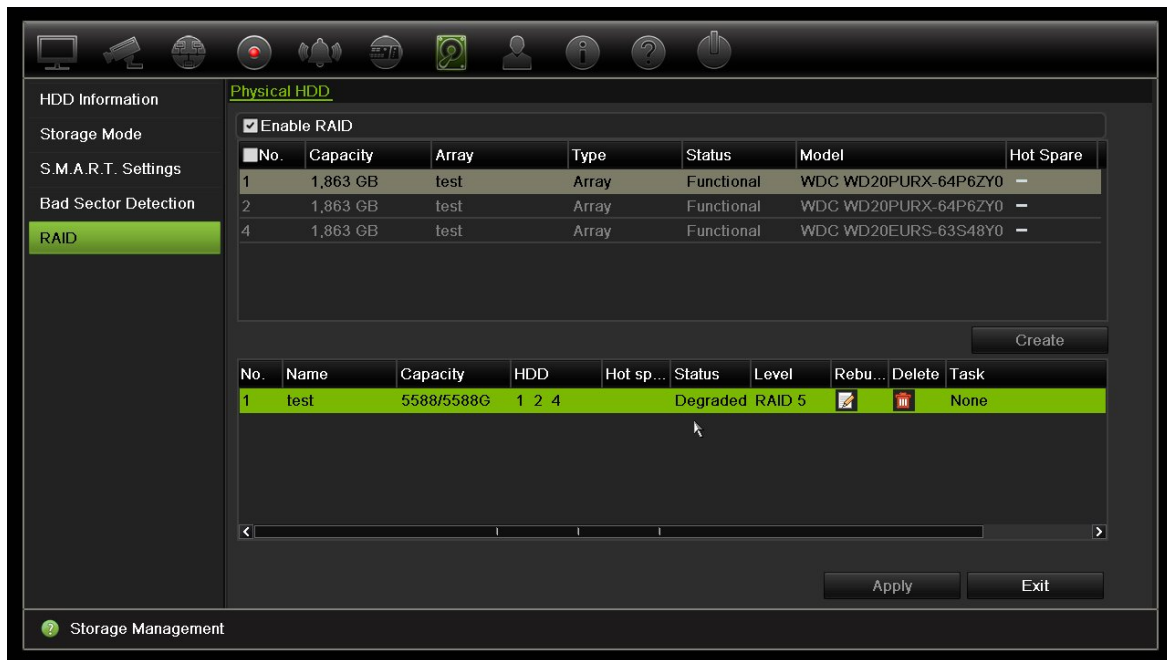 HDD Information
Storage Mode
S.M.A.R.T. Settings
Bad Sector Detection
RAID
Physical HDD
Enable RAID
No. Capacity Array Type Status Model Hot Spare
1 1,863 GB test Array Functional WDC WD20PURX-64P6ZY0 –
2 1,863 GB test Array Functional WDC WD20PURX-64P6ZY0 –
4 1,863 GB test Array Functional WDC WD20EURS-63S48Y0 –
Create
No. Name Capacity HDD Hot sp... Status Level Rebu... Delete Task
1 test 5588/5588G 1 2 4 Degraded RAID 5 None
Apply Exit
? Storage Management